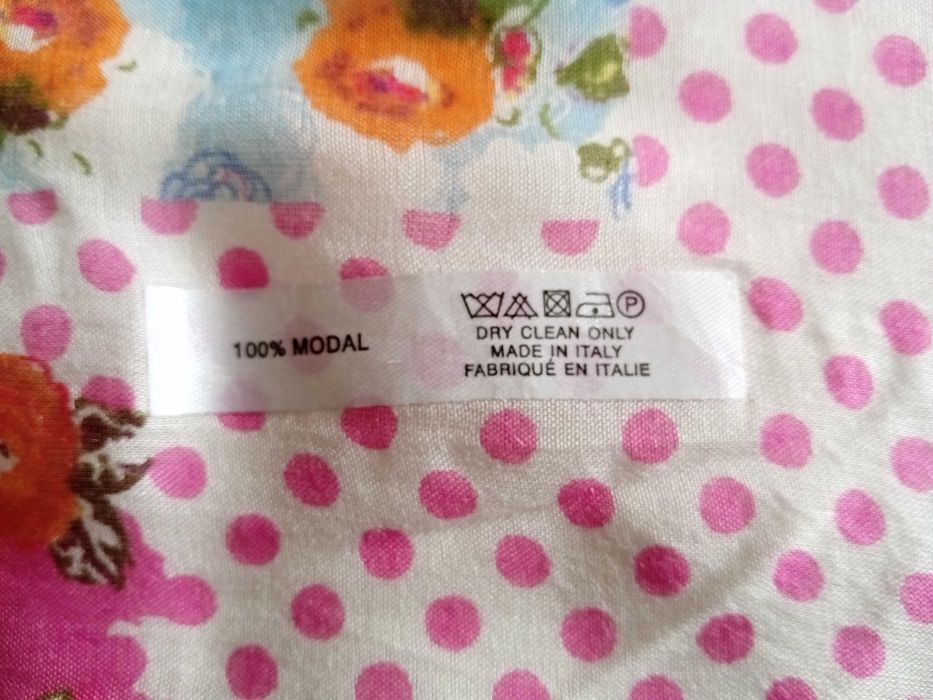 100% MODAL
P
DRY CLEAN ONLY
MADE IN ITALY
FABRIQUÉ EN ITALIE